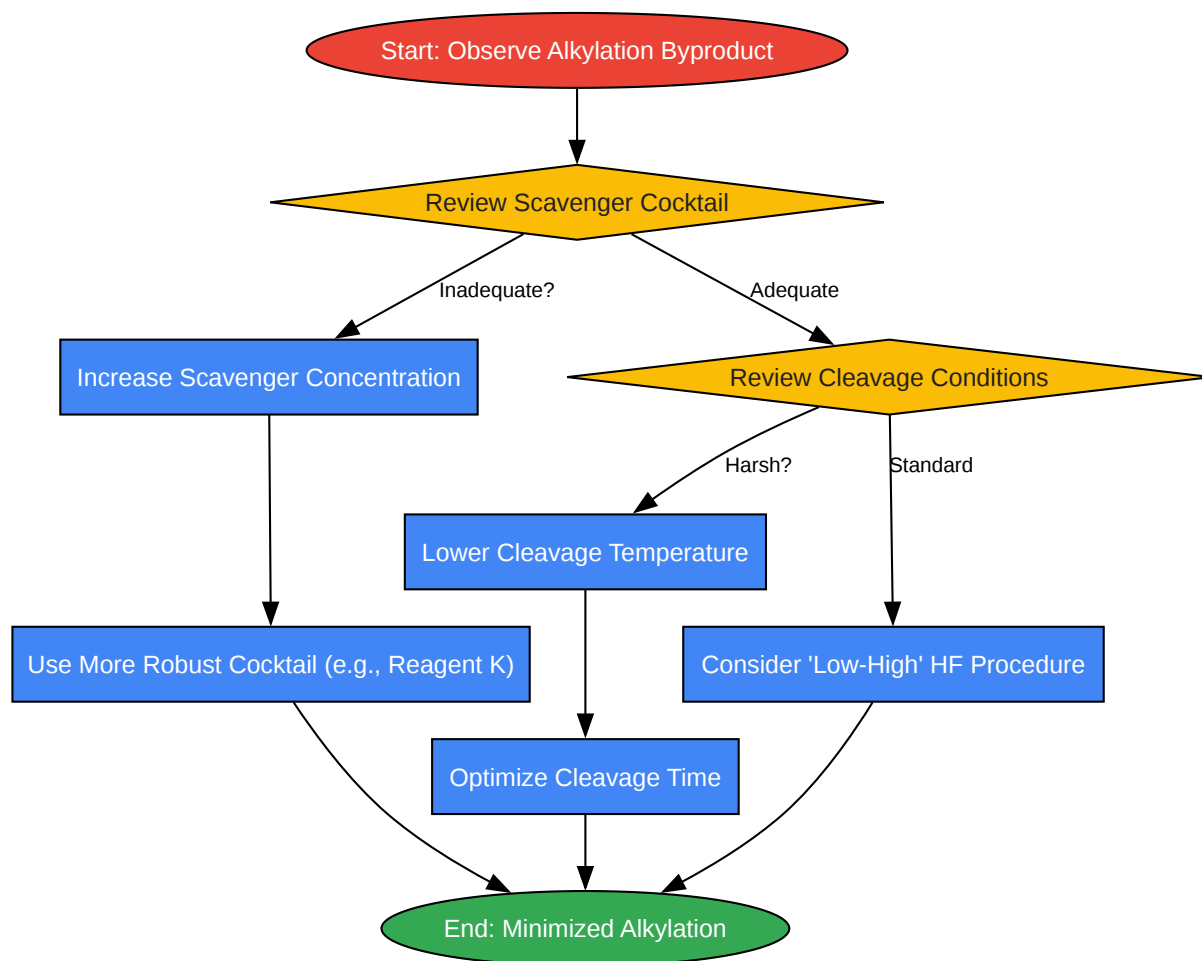 Start: Observe Alkylation Byproduct
Review Scavenger Cocktail
Inadequate?
Adequate
Increase Scavenger Concentration
Review Cleavage Conditions
Harsh?
Standard
Lower Cleavage Temperature
Use More Robust Cocktail (e.g., Reagent K)
Consider 'Low-High' HF Procedure
Optimize Cleavage Time
End: Minimized Alkylation